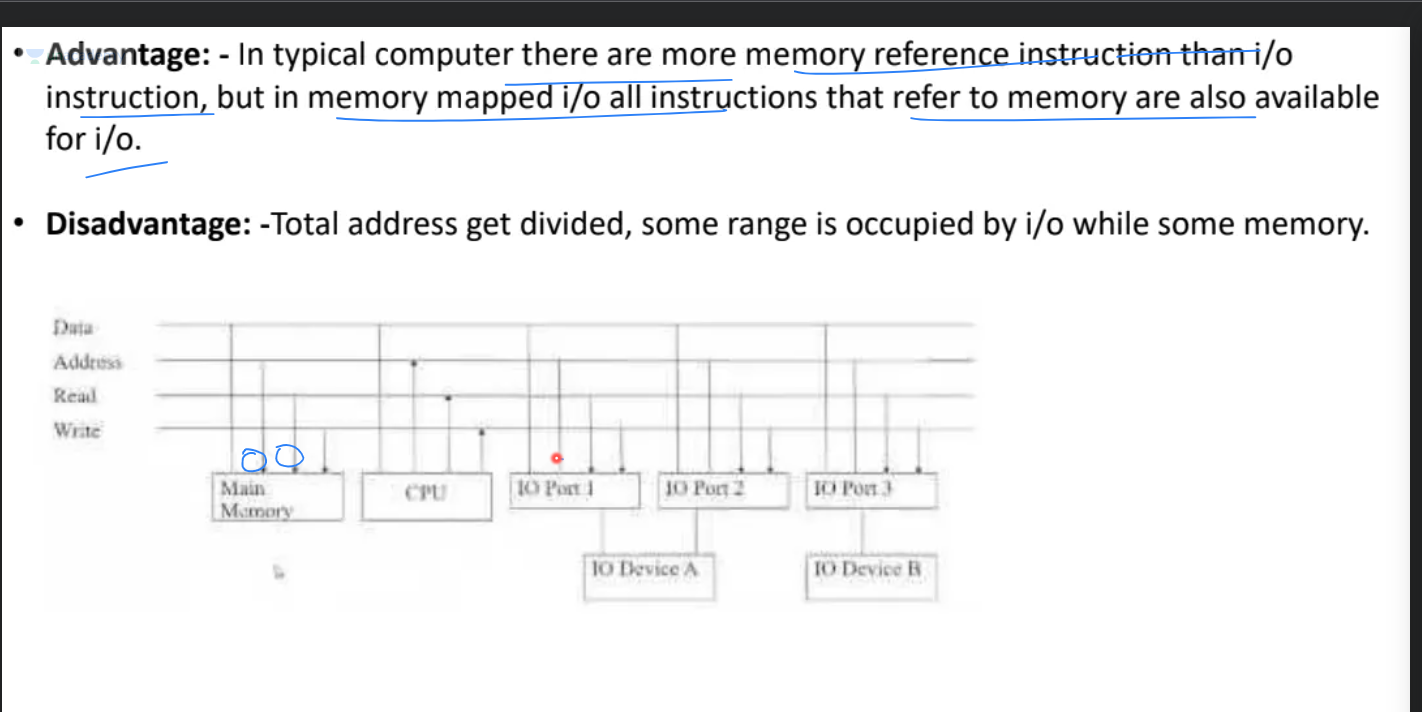 • Advantage: - In typical computer there are more memory reference instruction than i/o
instruction, but in memory mapped i/o all instructions that refer to memory are also available
for i/o.
• Disadvantage: -Total address get divided, some range is occupied by i/o while some memory.
Data
Address
Read
Write
Main
Memory
CPU
IO Port 1
IO Port 2
IO Port 3
IO Device A
IO Device B